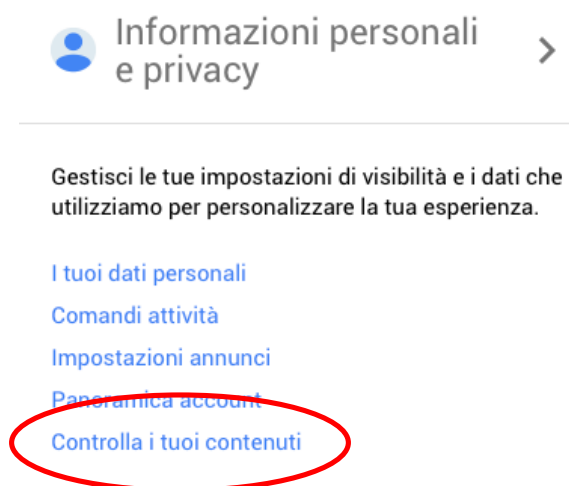 Informazioni personali
e privacy
Gestisci le tue impostazioni di visibilità e i dati che
utilizziamo per personalizzare la tua esperienza.
I tuoi dati personali
Comandi attività
Impostazioni annunci
Panoramica account
Controlla i tuoi contenuti